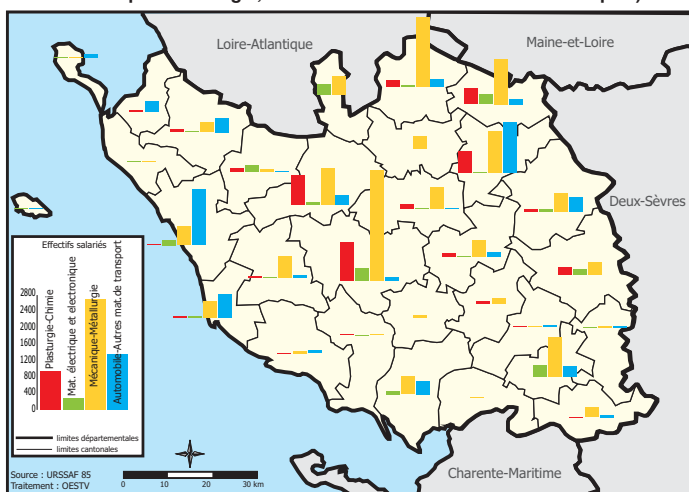 Loire-Atlantique
Maine-et-Loire
Deux-Sèvres
Effectifs salariés
2800
2400
2000
1600
1200
800
400
0
Plasturgie-Chimie
Mat. électrique et electronique
Mécanique-Métallurgie
Automobile-Autres mat.de transport
limites départementales
limites cantonales
Source : URSSAF 85
Traitement : OESTV
0 10 20 30 km
Charente-Maritime